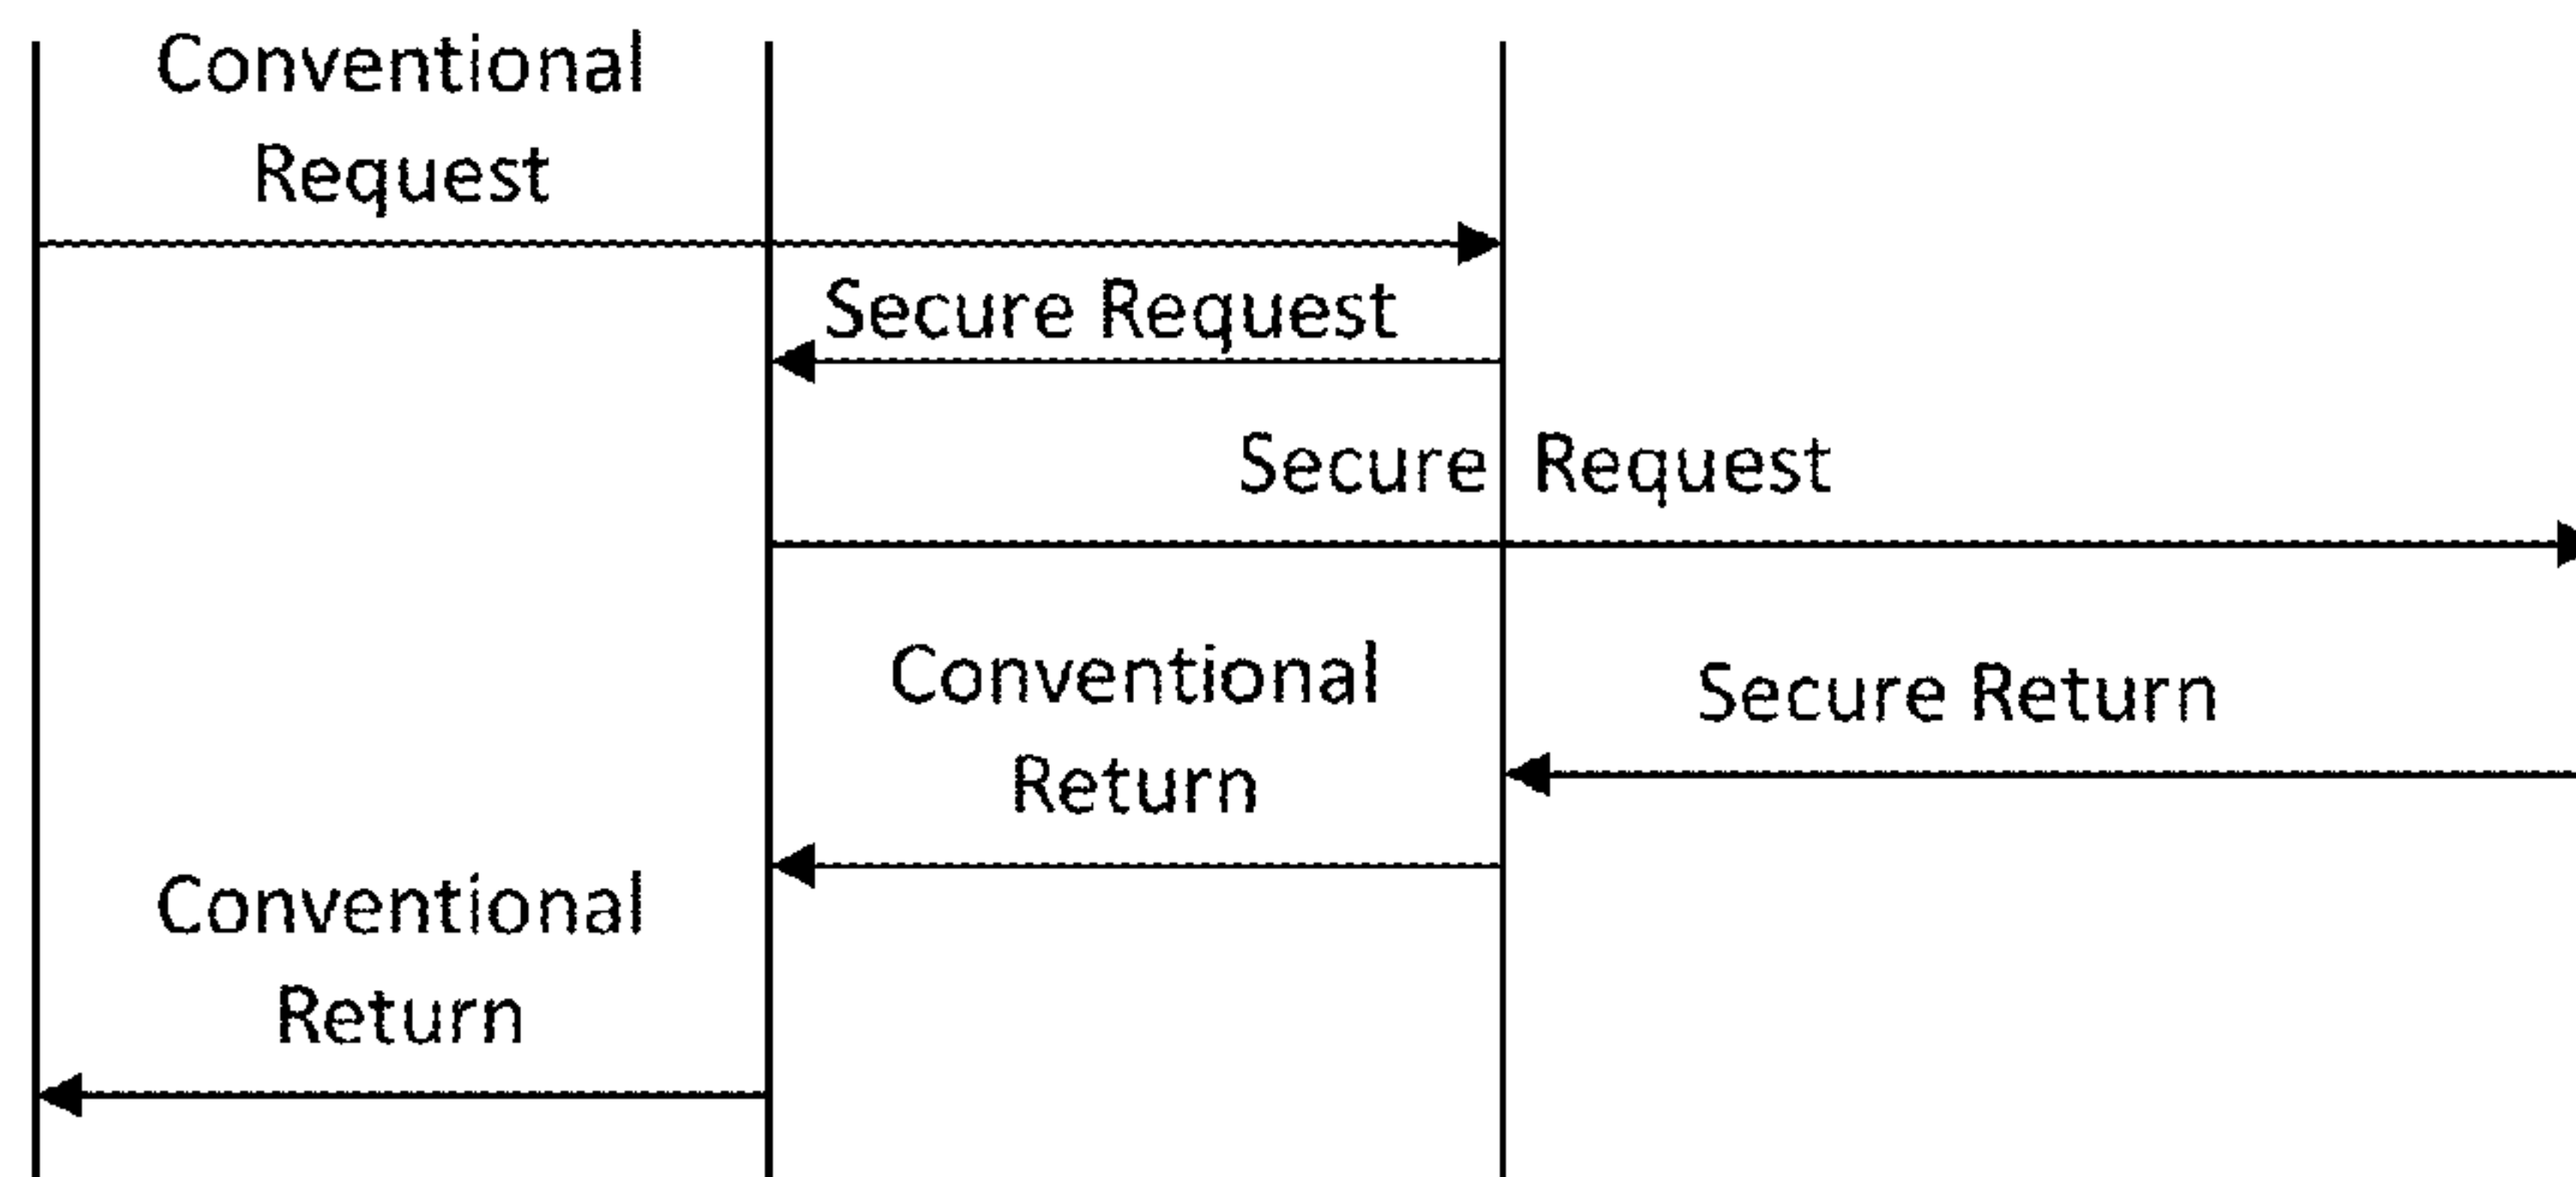 Conventional
Request
Secure Request
Secure Request
Conventional
Return
Secure Return
Conventional
Return